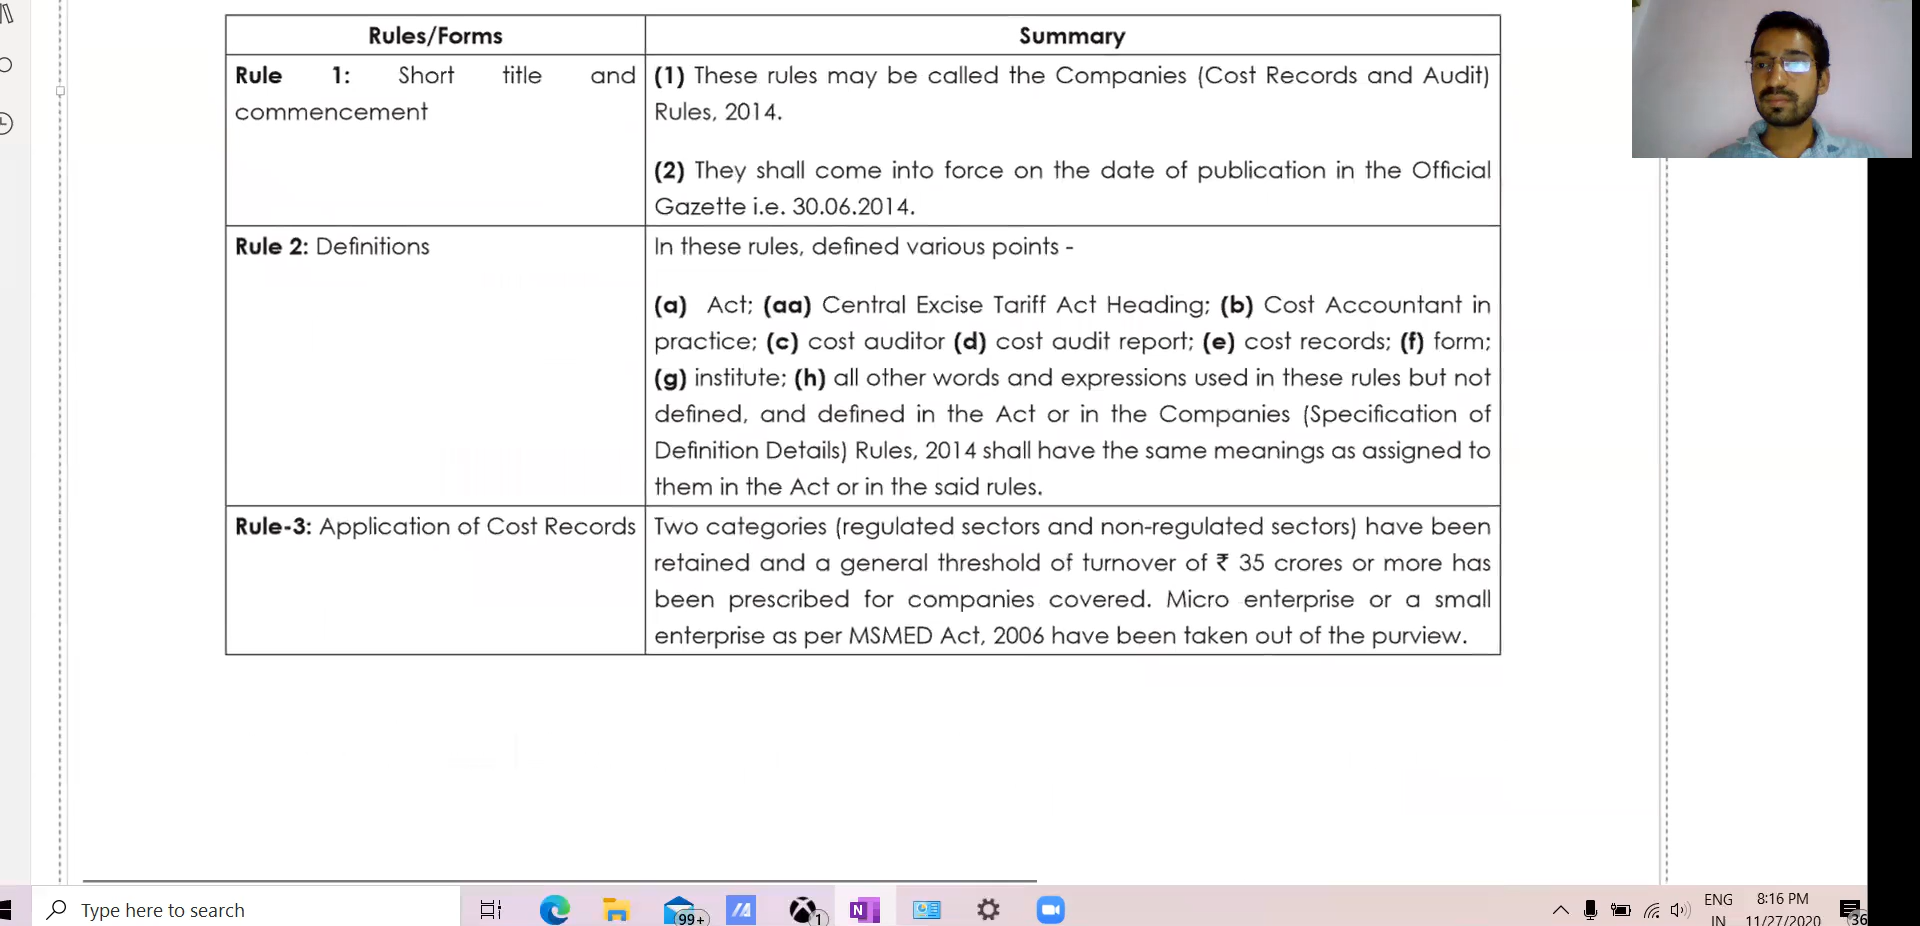 Rules/Forms Summary
Rule 1: Short title and commencement
(1) These rules may be called the Companies (Cost Records and Audit)
Rules, 2014.
(2) They shall come into force on the date of publication in the Official
Gazette i.e. 30.06.2014.
Rule 2: Definitions
In these rules, defined various points -
(a) Act; (aa) Central Excise Tariff Act Heading; (b) Cost Accountant in
practice; (c) cost auditor (d) cost audit report; (e) cost records; (f) form;
(g) institute; (h) all other words and expressions used in these rules but not
defined, and defined in the Act or in the Companies (Specification of
Definition Details) Rules, 2014 shall have the same meanings as assigned to
them in the Act or in the said rules.
Rule-3: Application of Cost Records
Two categories (regulated sectors and non-regulated sectors) have been
retained and a general threshold of turnover of ₹ 35 crores or more has
been prescribed for companies covered. Micro enterprise or a small
enterprise as per MSMED Act, 2006 have been taken out of the purview.
Type here to search
99+
1
N
ENG
IN
8:16 PM
11/27/2020
36